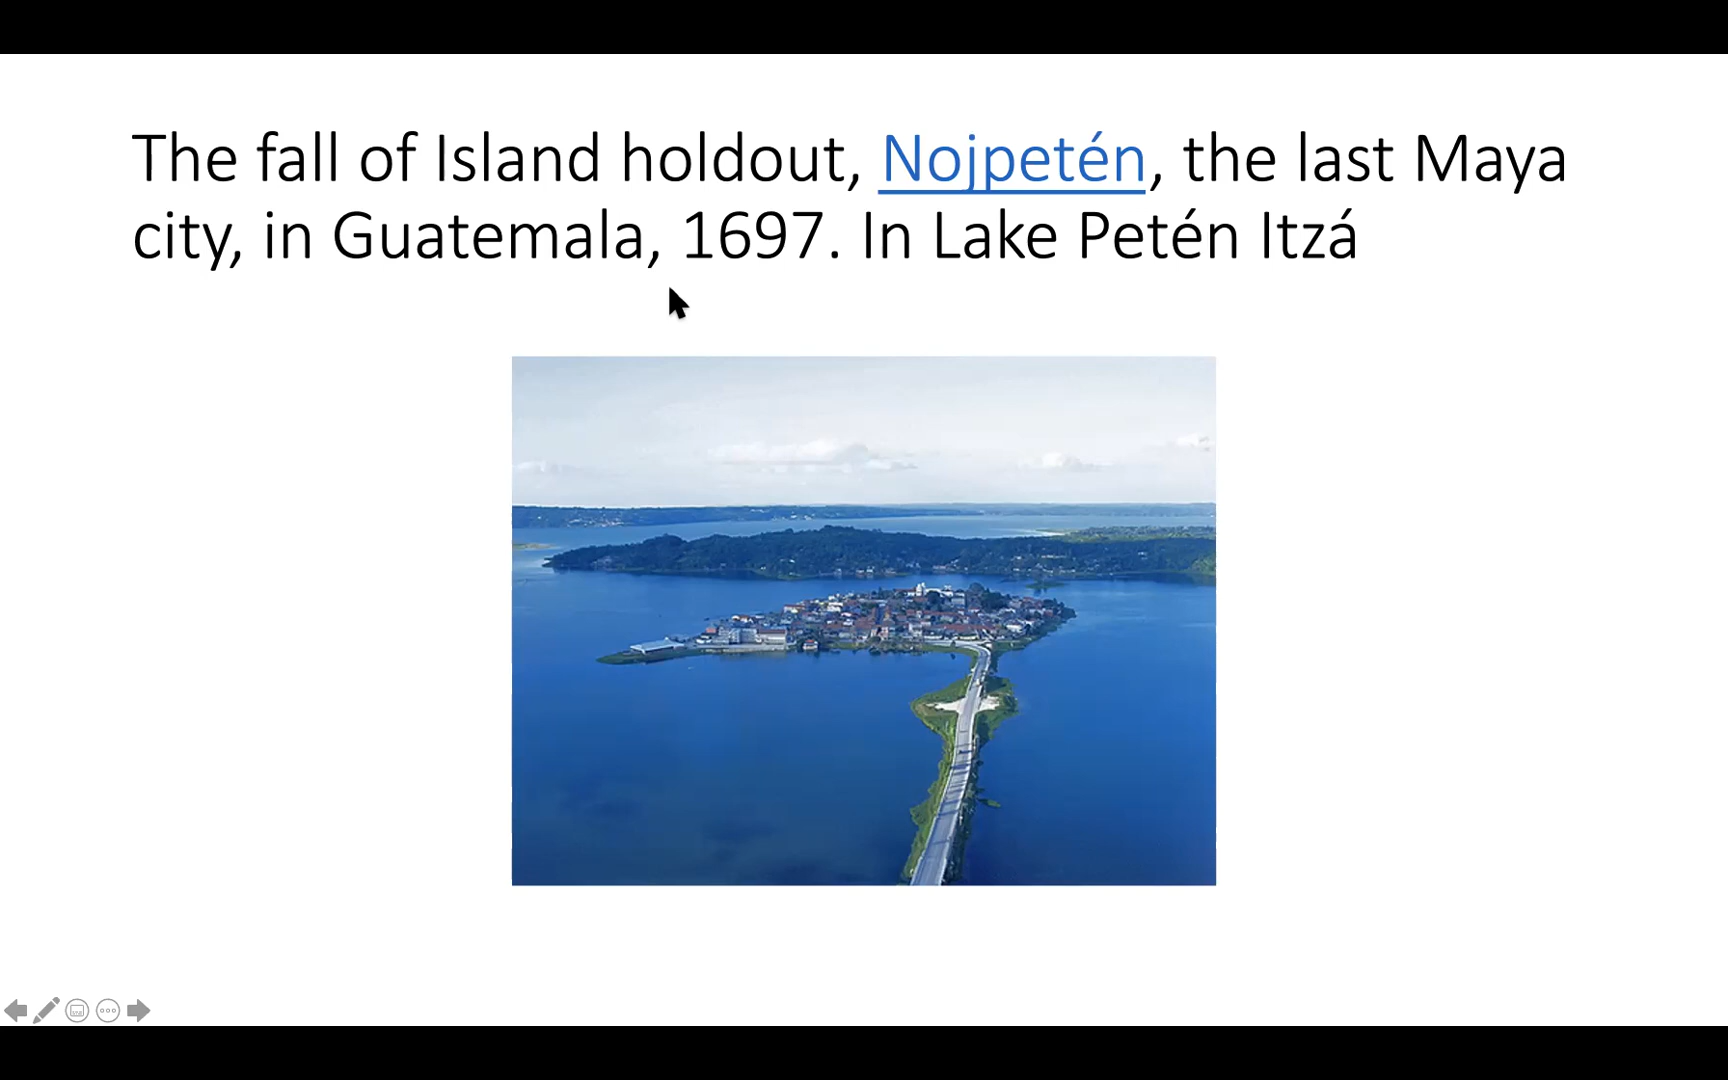 The fall of Island holdout, Nojpetén, the last Maya
city, in Guatemala, 1697. In Lake Petén Itzá